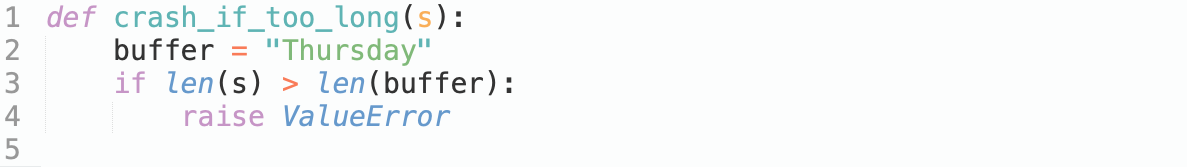 1 def crash_if_too_long(s):
2     buffer = "Thursday"
3     if len(s) > len(buffer):
4         raise ValueError
5